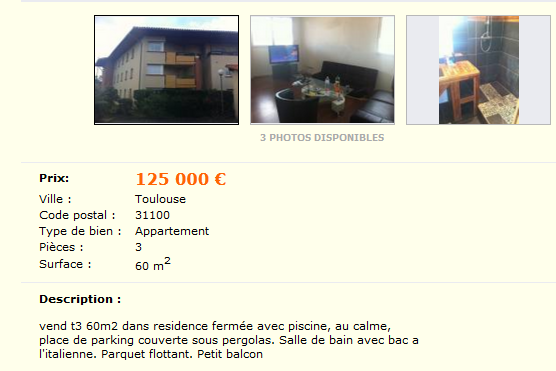 3 PHOTOS DISPONIBLES
Prix: 125 000 €
Ville : Toulouse
Code postal : 31100
Type de bien : Appartement
Pièces : 3
Surface : 60 m2
Description :
vend t3 60m2 dans residence fermée avec piscine, au calme,
place de parking couverte sous pergolas. Salle de bain avec bac a
l'italienne. Parquet flottant. Petit balcon